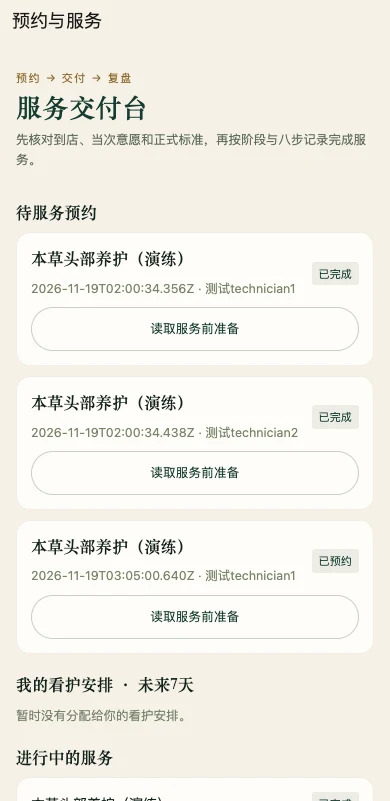 预约与服务
预约 → 交付 → 复盘
服务交付台
先核对到店、当次意愿和正式标准，再按阶段与八步记录完成服
务。
待服务预约
本草头部养护（演练）
已完成
2026-11-19T02:00:34.356Z · 测试technician1
读取服务前准备
本草头部养护（演练）
已完成
2026-11-19T02:00:34.438Z · 测试technician2
读取服务前准备
本草头部养护（演练）
已预约
2026-11-19T03:05:00.640Z · 测试technician1
读取服务前准备
我的看护安排 · 未来7天
暂时没有分配给你的看护安排。
进行中的服务